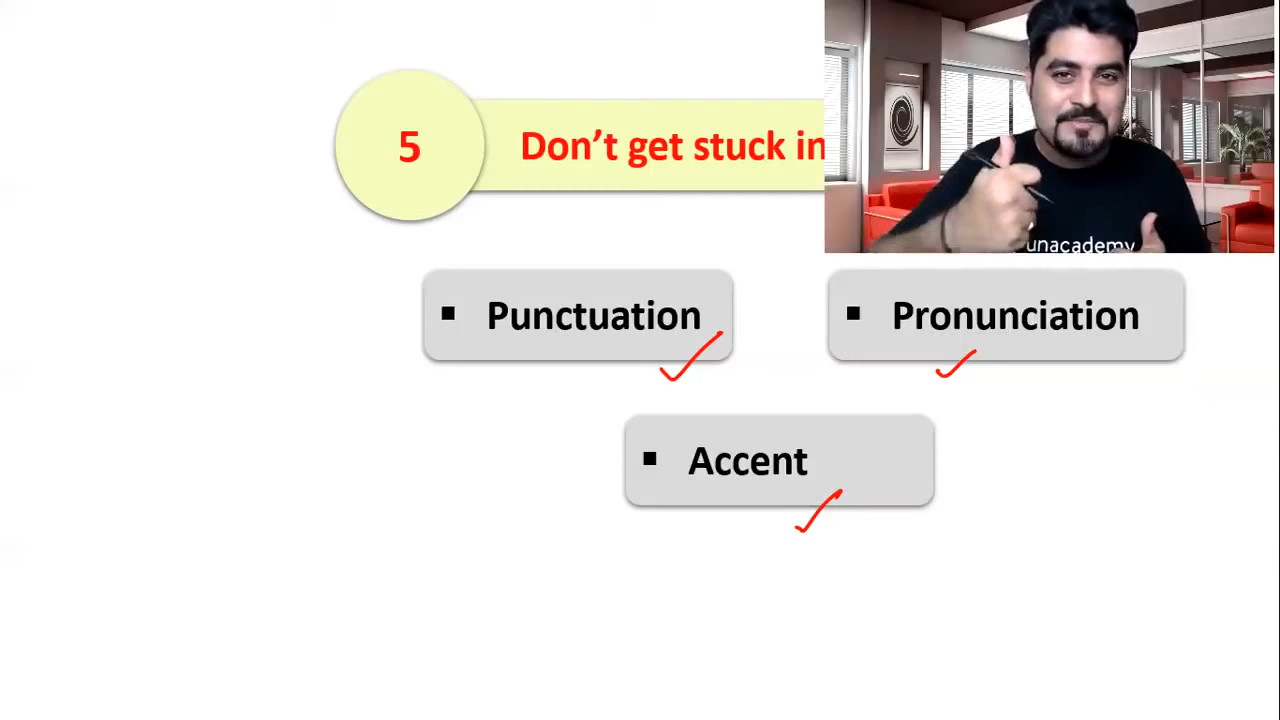 5
Don't get stuck in
unacademy
▪ Punctuation
▪ Pronunciation
▪ Accent